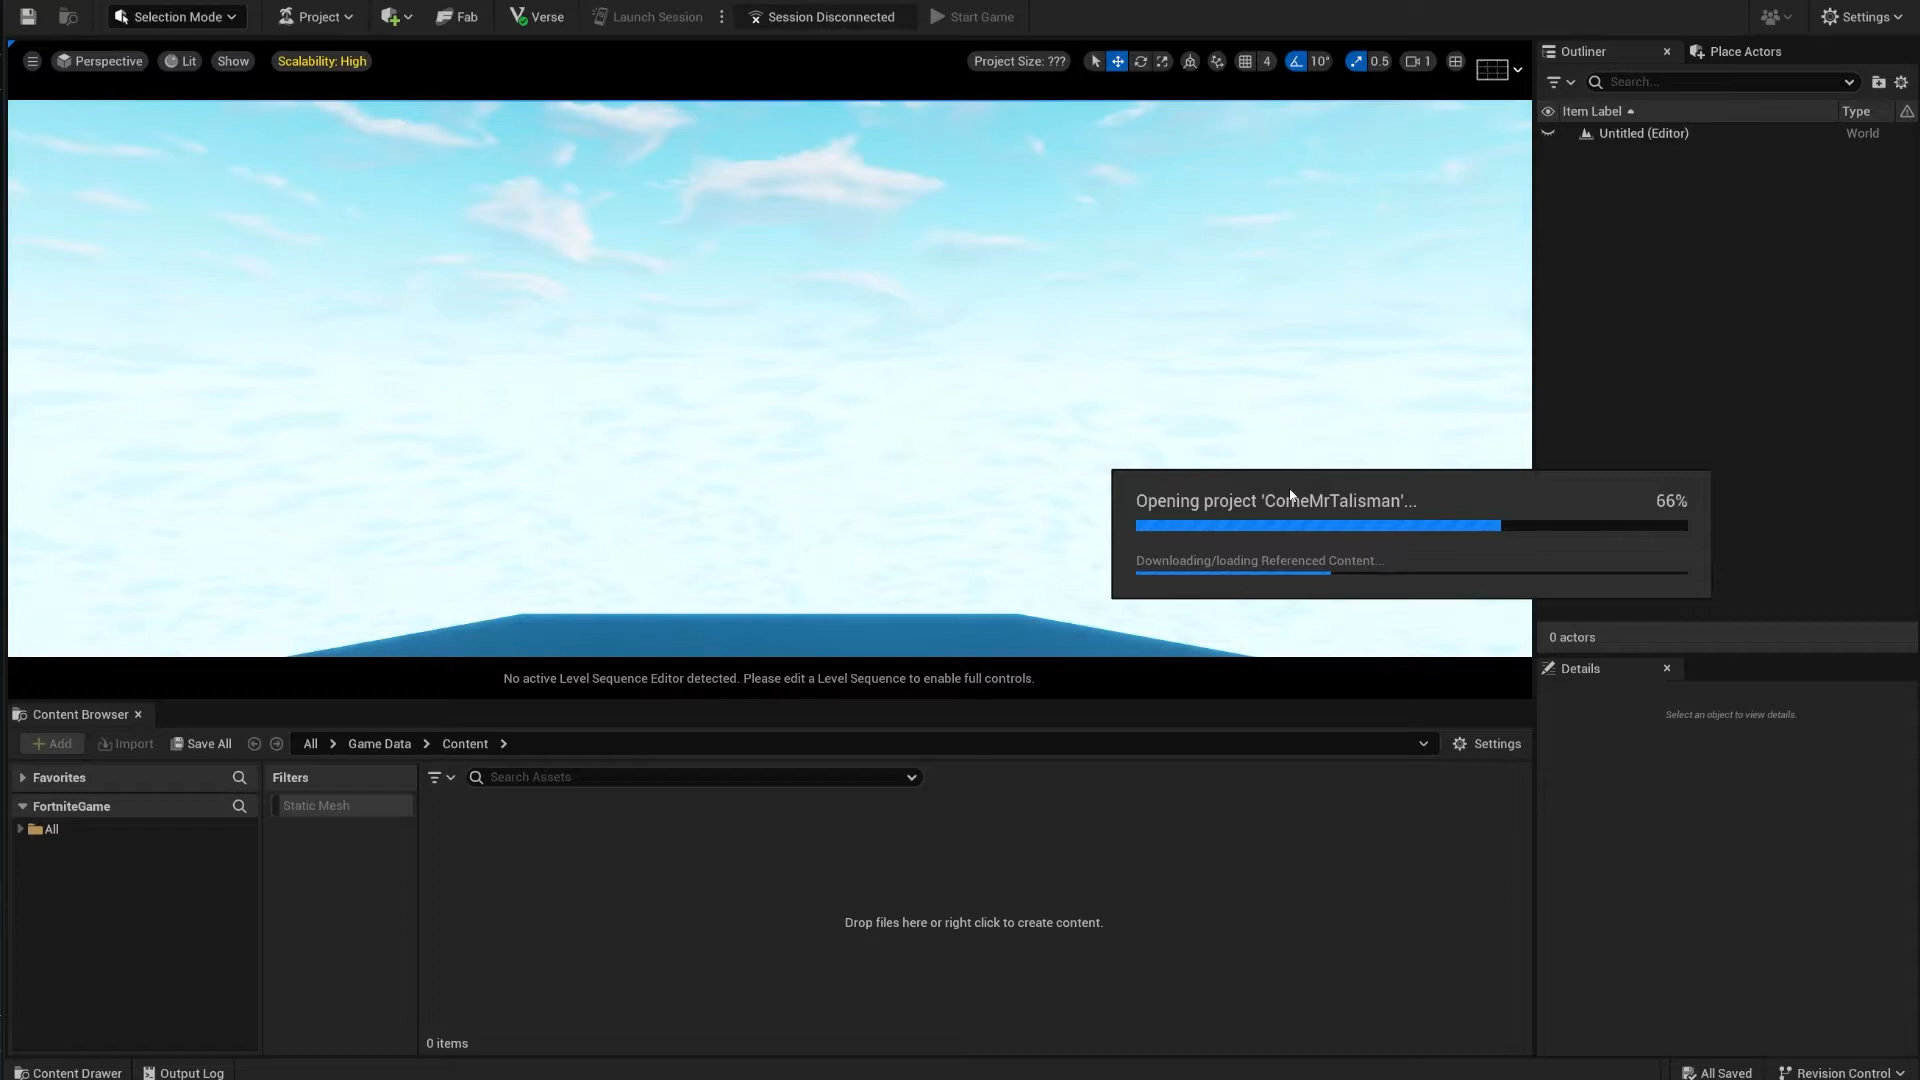 Selection Mode
Project
Fab
Verse
Launch Session
Session Disconnected
Start Game
Settings
Perspective
Lit
Show
Scalability: High
Project Size: ???
4
10°
0.5
1
Outliner
Place Actors
Search...
Item Label
Type
Untitled (Editor)
World
Opening project 'ComeMrTalisman'...
66%
Downloading/loading Referenced Content...
0 actors
Details
Select an object to view details.
No active Level Sequence Editor detected. Please edit a Level Sequence to enable full controls.
Content Browser
Add
Import
Save All
All
Game Data
Content
Settings
Favorites
Filters
Search Assets
FortniteGame
Static Mesh
All
Drop files here or right click to create content.
0 items
Content Drawer
Output Log
All Saved
Revision Control